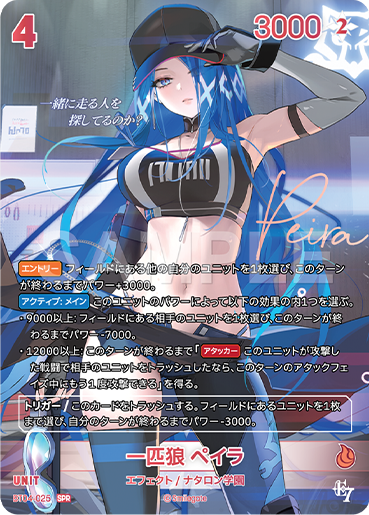 4
3000 2
一緒に走る人を
探してるのか?
Peira
SAMPLE
エントリー フィールドにある他の自分のユニットを1枚選び、このターン
が終わるまでパワー+3000。
アクティブ:メイン このユニットのパワーによって以下の効果の内1つを選ぶ。
・9000以上:フィールドにある相手のユニットを1枚選び、このターンが終
わるまでパワー-7000。
・12000以上:このターンが終わるまで「アタッカー このユニットが攻撃し
た戦闘で相手のユニットをトラッシュしたなら、このターンのアタックフェ
イズ中にもう1度攻撃できる」を得る。
トリガー / このカードをトラッシュする。フィールドにあるユニットを1枚
まで選び、自分のターンが終わるまでパワー-3000。
一匹狼 ペイラ
UNIT
エフェクト / ナタロン学園
SPR
E7